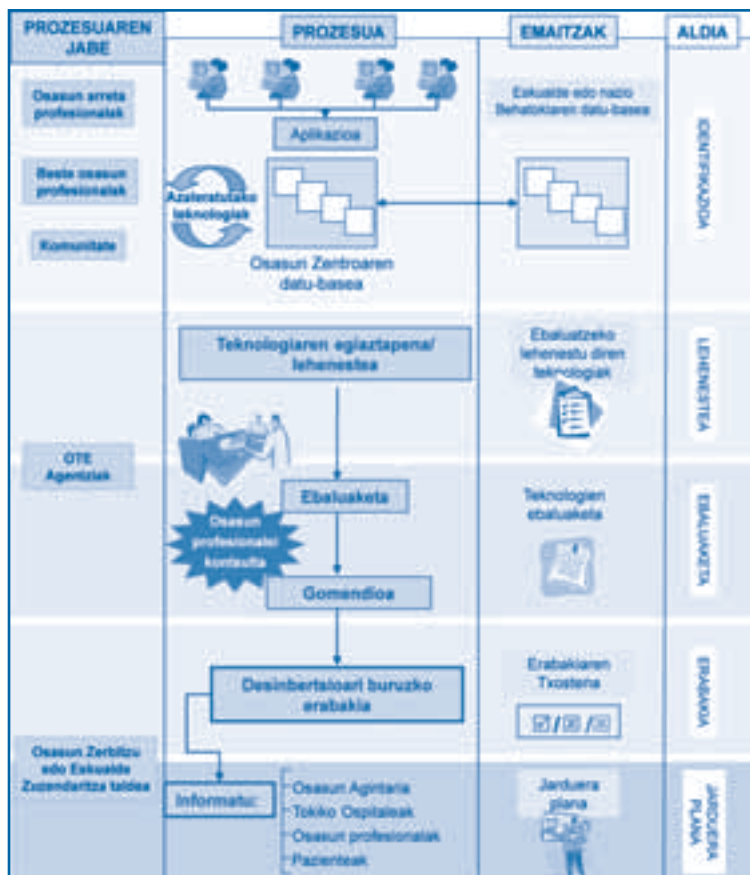 PROZESUAREN
JABE
PROZESUA
EMAITZAK
ALDIA
Osasun arreta
profesionalak
Beste osasun
profesionalak
Komunitate
Aplikazioa
Azaleratutako
teknologiak
Osasun Zentroaren
datu-basea
Eskualde edo nazio
Behatokiaren datu-basea
IDENTIFIKAZIOA
OTE
Agentziak
Teknologiaren egiaztapena/
lehenestea
Ebaluatzeko
lehenestu diren
teknologiak
LEHENESTEA
Ebaluaketa
Osasun
profesionalei
kontsulta
Gomendioa
Teknologien
ebaluaketa
EBALUAKETA
Osasun Zerbitzu
edo Eskualde
Zuzendaritza taldea
Desinbertsioari buruzko
erabakia
Erabakiaren
Txostena
ERABAKIA
Informatu:
Osasun Agintaria
Tokiko Ospitaleak
Osasun profesionalak
Pazienteak
Jarduera
plana
JARDUERA
PLANA